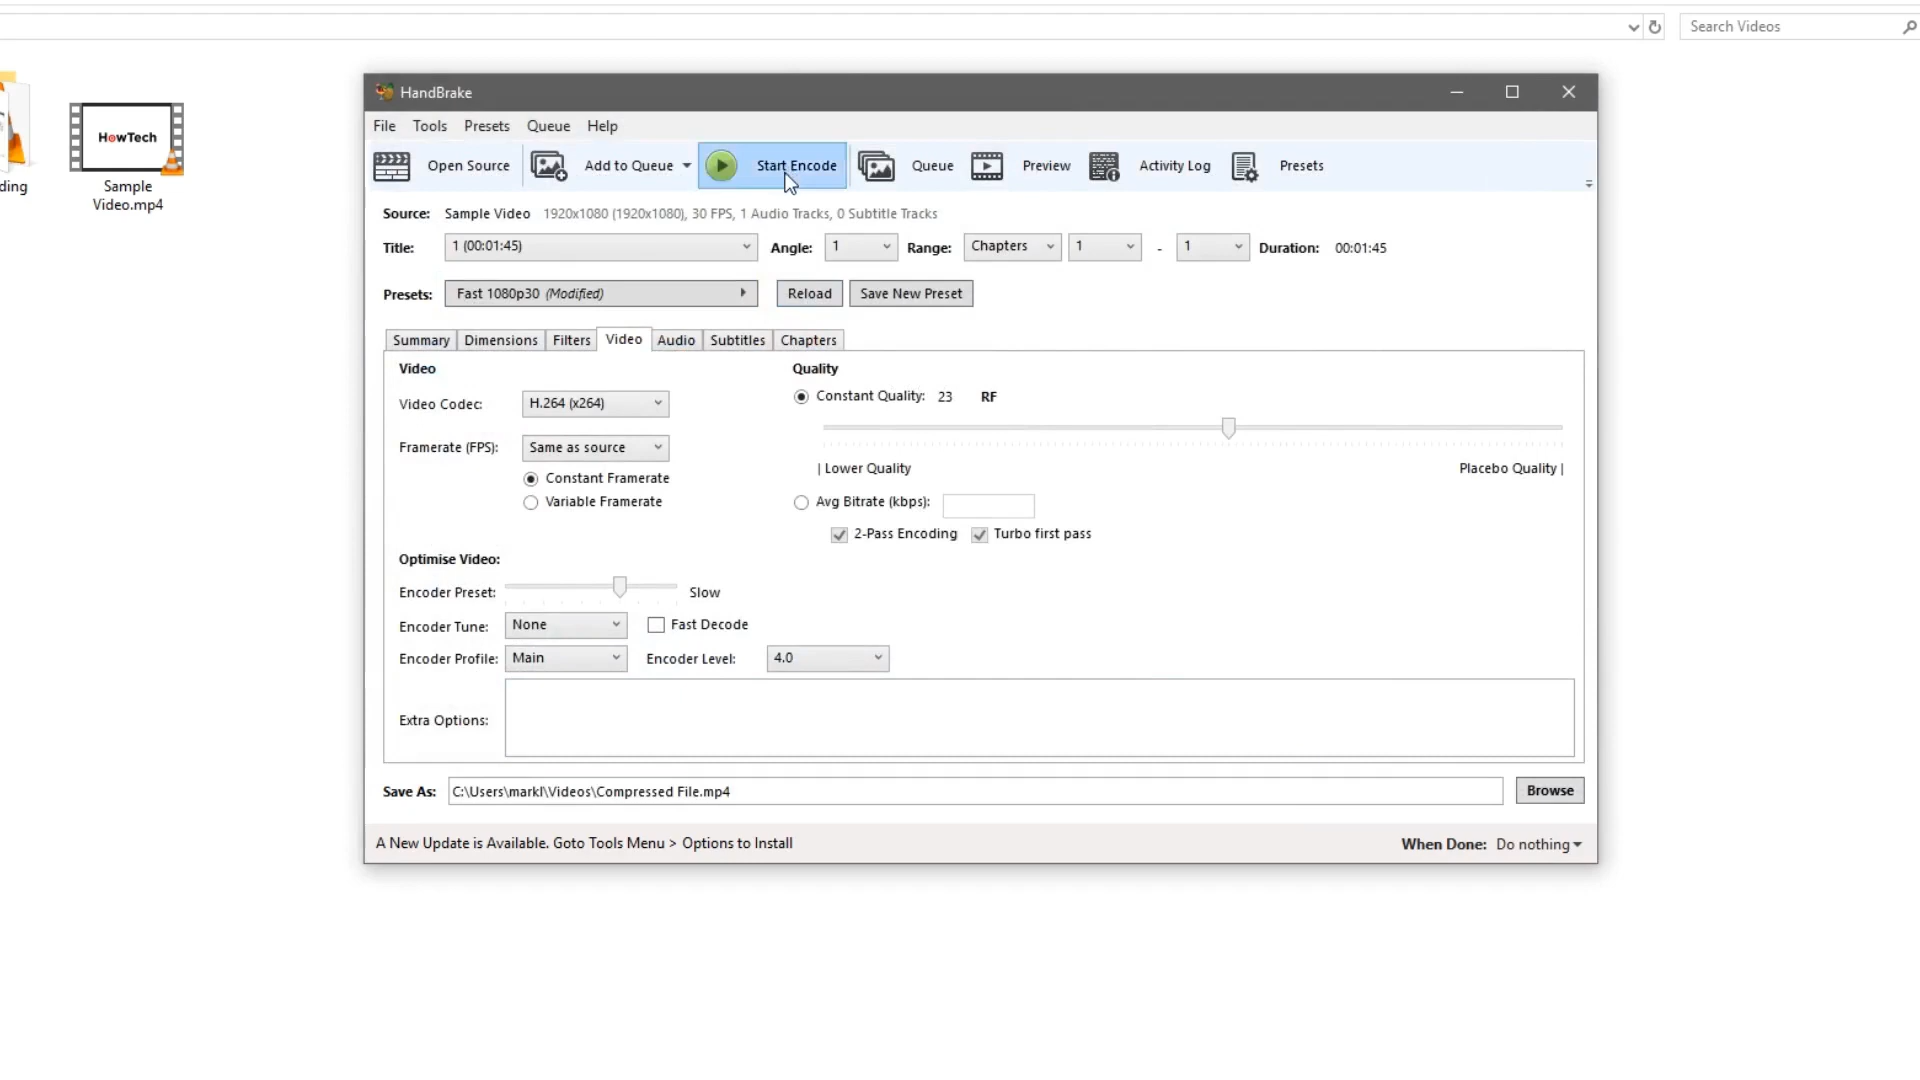 Search Videos
HowTech
ding
Sample
Video.mp4
HandBrake
File Tools Presets Queue Help
Open Source Add to Queue Start Encode Queue Preview Activity Log Presets
Source: Sample Video 1920x1080 (1920x1080), 30 FPS, 1 Audio Tracks, 0 Subtitle Tracks
Title: 1 (00:01:45) Angle: 1 Range: Chapters 1 - 1 Duration: 00:01:45
Presets: Fast 1080p30 (Modified) Reload Save New Preset
Summary Dimensions Filters Video Audio Subtitles Chapters
Video Quality
Constant Quality: 23 RF
Video Codec: H.264 (x264)
Framerate (FPS): Same as source
| Lower Quality Placebo Quality |
Constant Framerate
Variable Framerate Avg Bitrate (kbps):
2-Pass Encoding Turbo first pass
Optimise Video:
Encoder Preset: Slow
Encoder Tune: None Fast Decode
Encoder Profile: Main Encoder Level: 4.0
Extra Options:
Save As: C:\Users\markl\Videos\Compressed File.mp4 Browse
A New Update is Available. Goto Tools Menu > Options to Install When Done: Do nothing